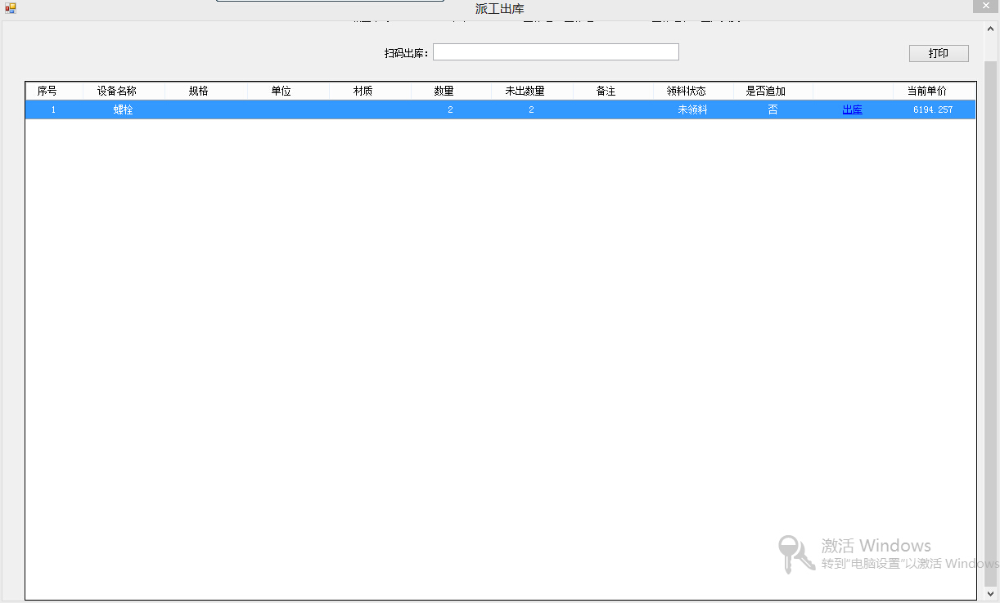 派工出库
扫码出库：
打印
序号 设备名称 规格 单位 材质 数量 未出数量 备注 领料状态 是否追加 当前单价
1 螺栓 2 2 未领料 否 出库 6194.257
激活 Windows
转到"电脑设置"以激活 Windows